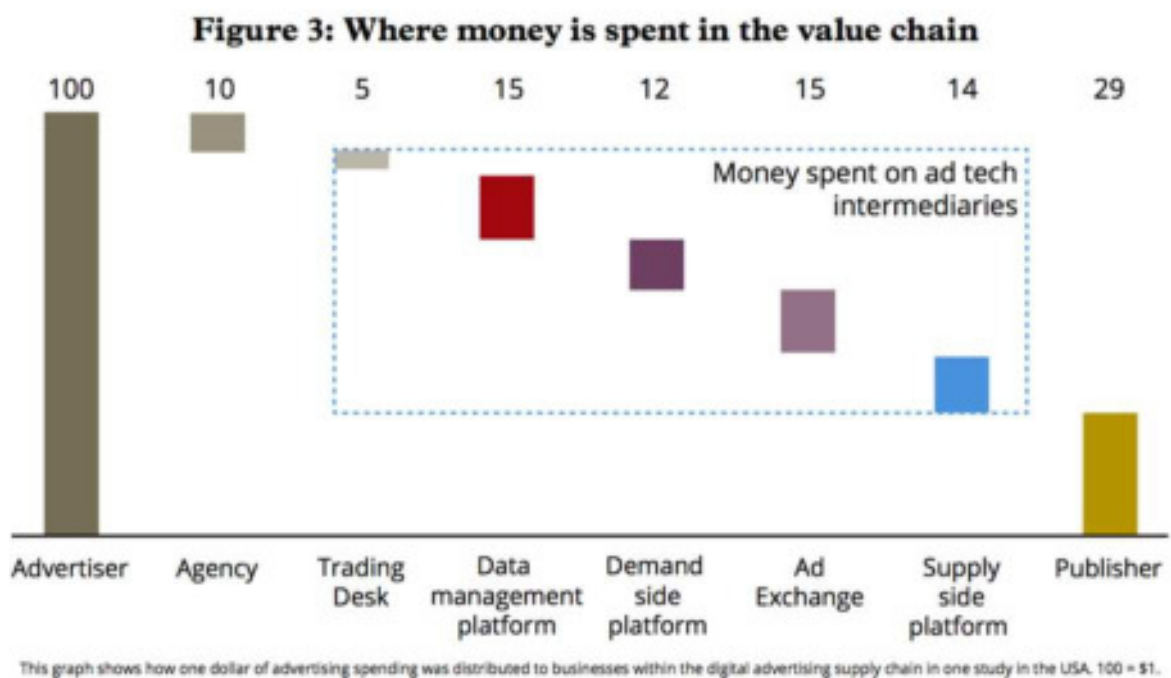 Figure 3: Where money is spent in the value chain
100 10 5 15 12 15 14 29
Money spent on ad tech
intermediaries
Advertiser
Agency
Trading
Desk
Data
management
platform
Demand
side
platform
Ad
Exchange
Supply
side
platform
Publisher
This graph shows how one dollar of advertising spending was distributed to businesses within the digital advertising supply chain in one study in the USA. 100 = $1.